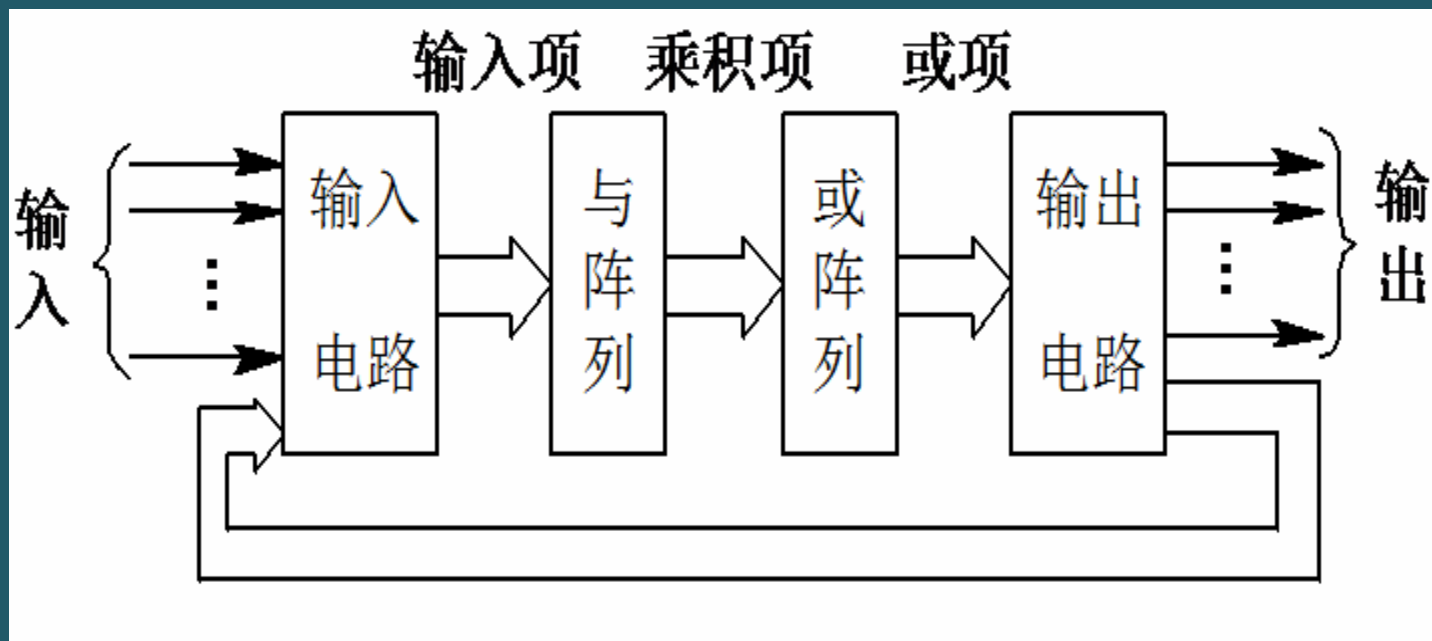 输入项 乘积项 或项
输入
输入电路
与阵列
或阵列
输出电路
输出